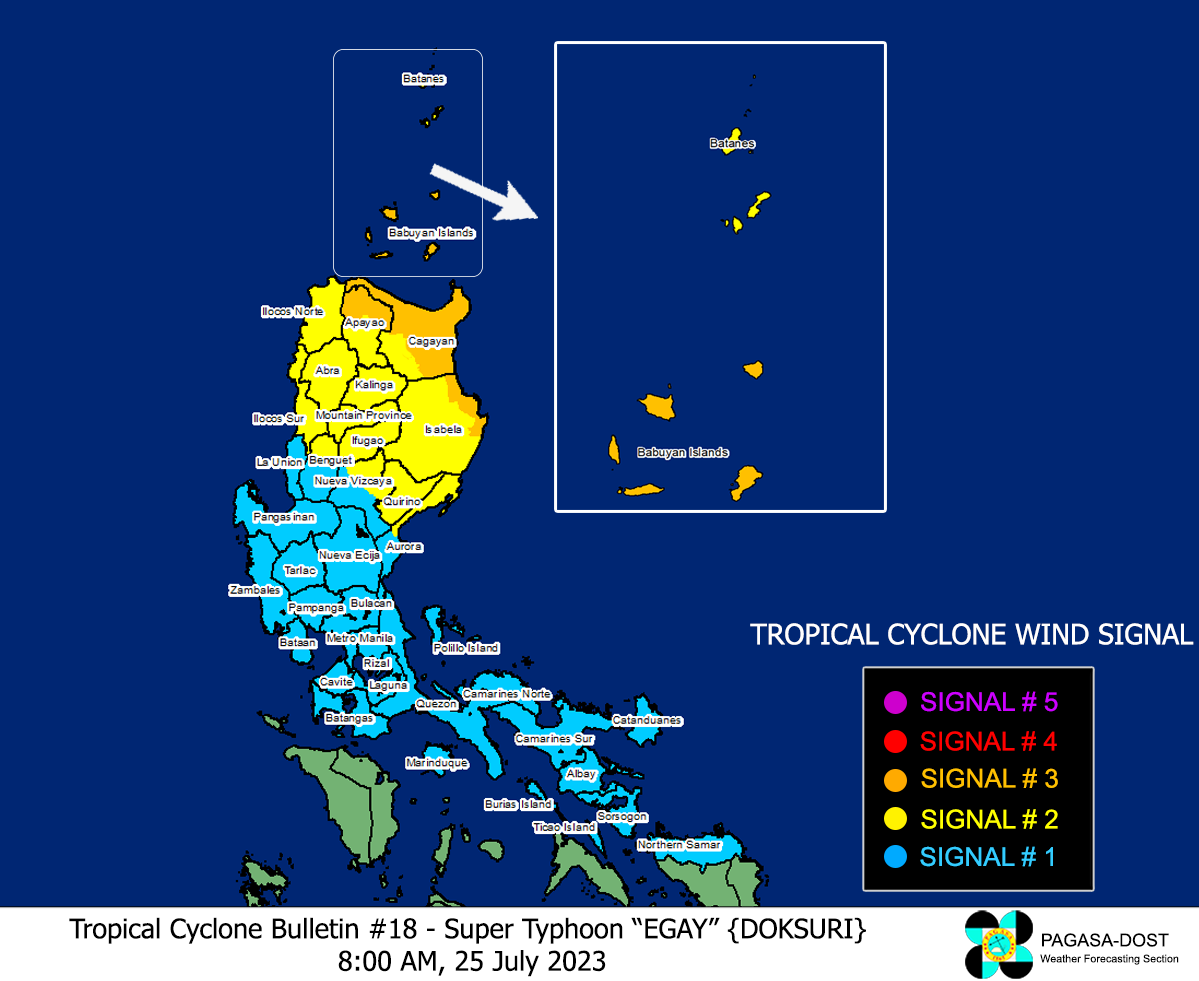 Batanes
Babuyan Islands
Batanes
Babuyan Islands
Ilocos Norte
Apayao
Cagayan
Abra
Kalinga
Ilocos Sur
Mountain Province
Isabela
Ifugao
La Union
Benguet
Nueva Vizcaya
Quirino
Pangasinan
Aurora
Nueva Ecija
Tarlac
Zambales
Pampanga
Bulacan
Bataan
Metro Manila
Polillo Island
Rizal
Cavite
Laguna
Quezon
Camarines Norte
Batangas
Catanduanes
Camarines Sur
Marinduque
Albay
Burias Island
Sorsogon
Ticao Island
Northern Samar
TROPICAL CYCLONE WIND SIGNAL
SIGNAL # 5
SIGNAL # 4
SIGNAL # 3
SIGNAL # 2
SIGNAL # 1
Tropical Cyclone Bulletin #18 - Super Typhoon “EGAY” {DOKSURI}
8:00 AM, 25 July 2023
PAGASA-DOST
Weather Forecasting Section